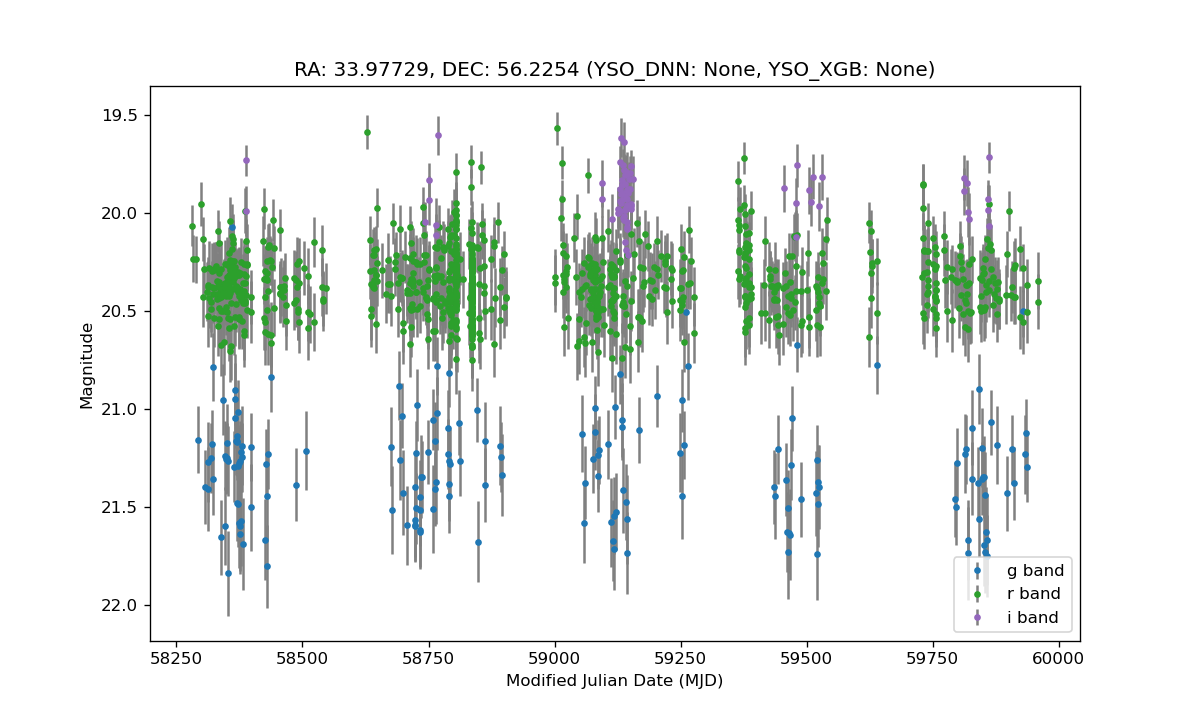 RA: 33.97729, DEC: 56.2254 (YSO_DNN: None, YSO_XGB: None)
19.5
20.0
20.5
21.0
21.5
22.0
Magnitude
58250
58500
58750
59000
59250
59500
59750
60000
Modified Julian Date (MJD)
g band
r band
i band